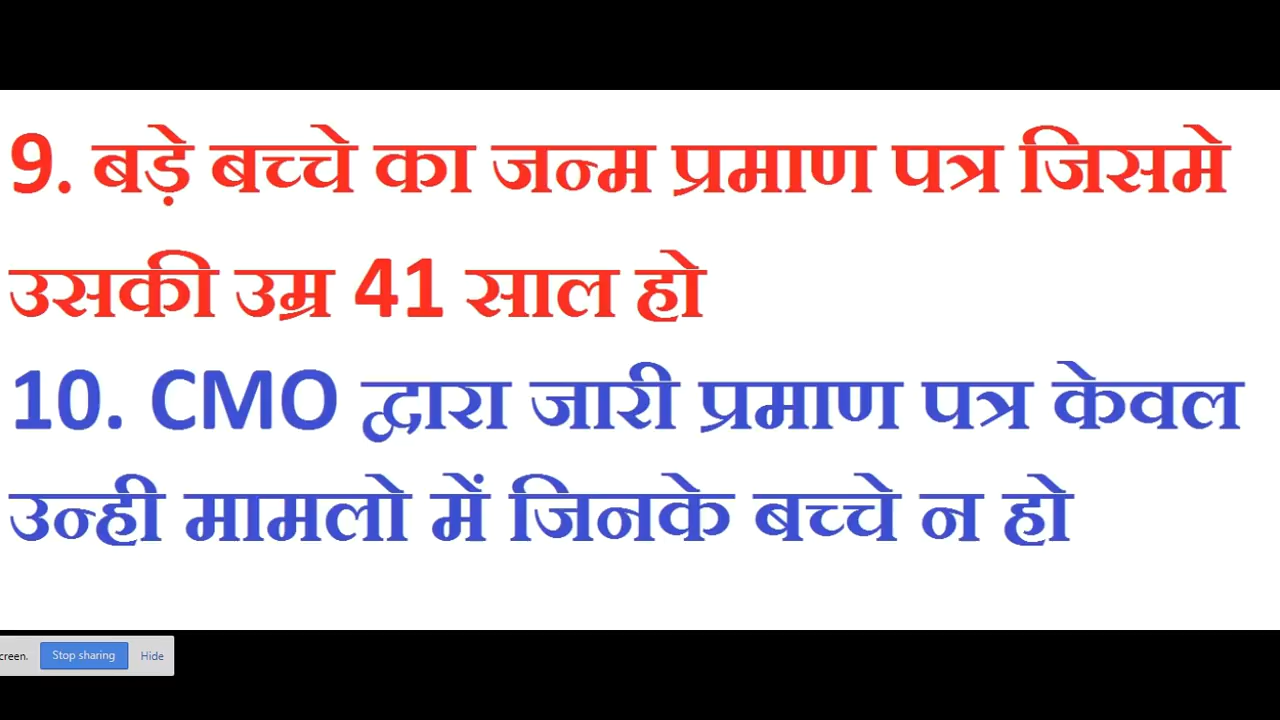 9. बड़े बच्चे का जन्म प्रमाण पत्र जिसमे
उसकी उम्र 41 साल हो
10. CMO द्वारा जारी प्रमाण पत्र केवल
उन्ही मामलो में जिनके बच्चे न हो
creen. Stop sharing Hide